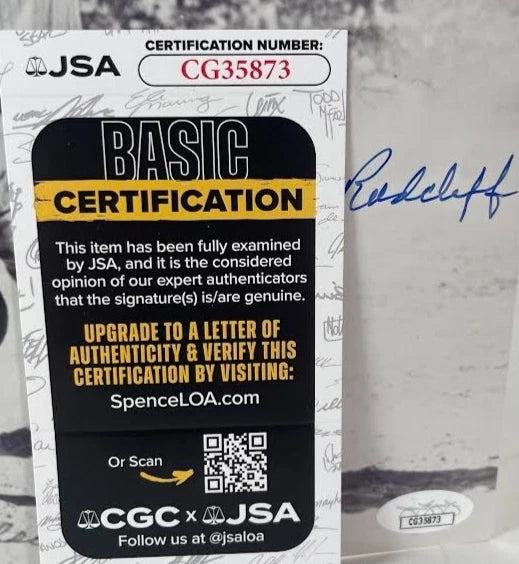 CERTIFICATION NUMBER:
JSA
CG35873
BASIC
CERTIFICATION
This item has been fully examined
by JSA, and it is the considered
opinion of our expert authenticators
that the signature(s) is/are genuine.
UPGRADE TO A LETTER OF
AUTHENTICITY & VERIFY THIS
CERTIFICATION BY VISITING:
SpenceLOA.com
Or Scan
CGC x JSA
Follow us at @jsaloa
Radcliff
CG35873